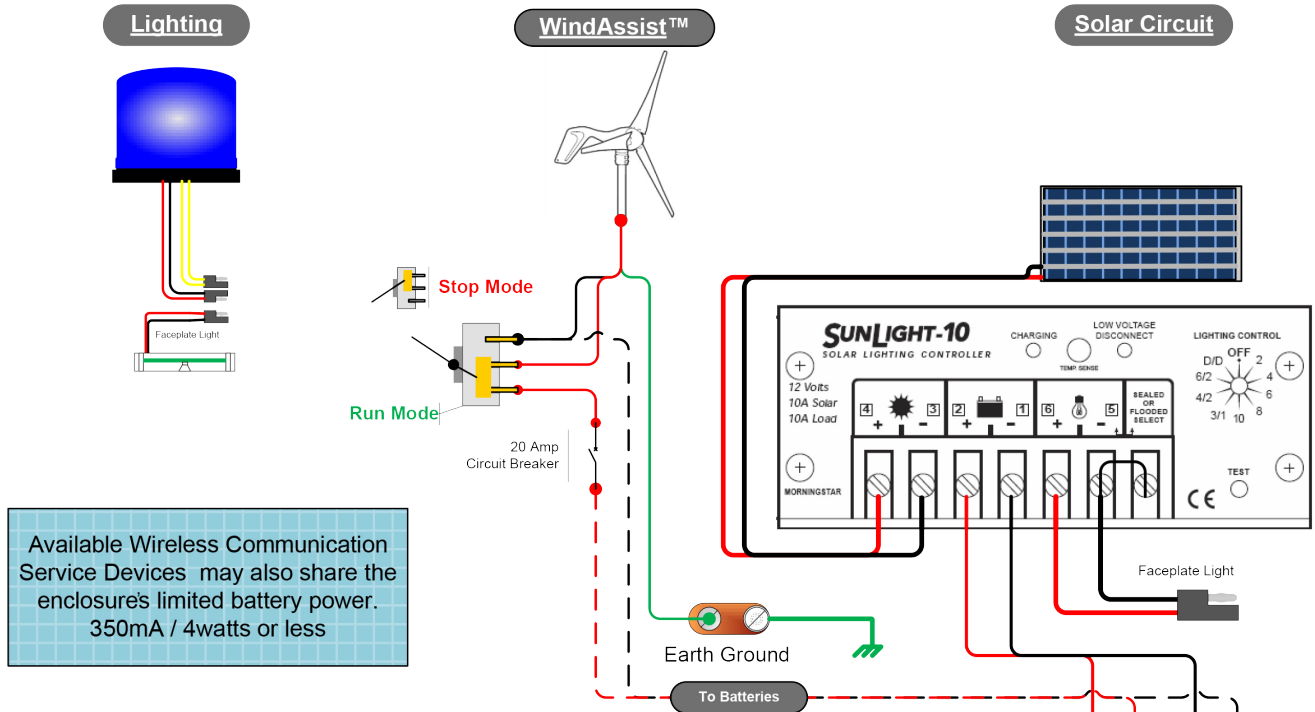 Lighting
WindAssist™
Solar Circuit
Stop Mode
Run Mode
Faceplate Light
20 Amp
Circuit Breaker
SUNLIGHT-10
SOLAR LIGHTING CONTROLLER
CHARGING
TEMP. SENSE
LOW VOLTAGE
DISCONNECT
LIGHTING CONTROL
OFF
D/D
2
6/2
4
4/2
6
3/1
10
8
12 Volts
10A Solar
10A Load
4
3
2
1
6
5
+ -
+ -
+ -
SEALED
OR
FLOODED
SELECT
MORNINGSTAR
TEST
CE
Faceplate Light
Available Wireless Communication
Service Devices may also share the
enclosure's limited battery power.
350mA / 4watts or less
Earth Ground
To Batteries